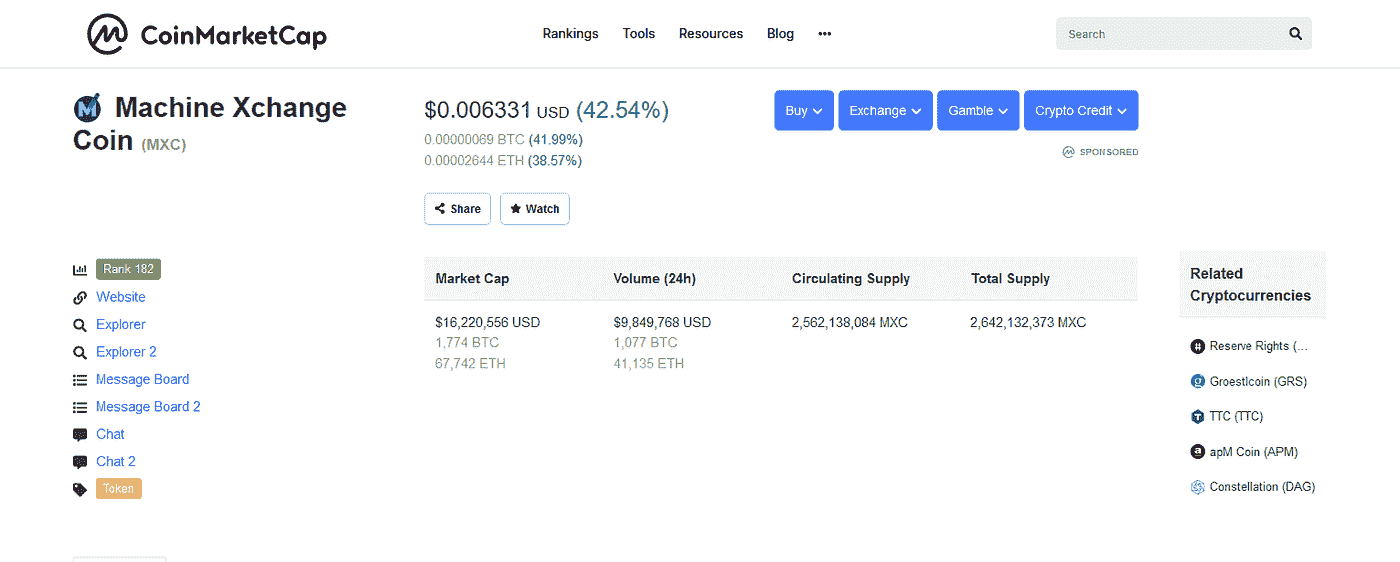 CoinMarketCap
Rankings Tools Resources Blog •••
Search
Machine Xchange
Coin (MXC)
$0.006331 USD (42.54%)
0.00000069 BTC (41.99%)
0.00002644 ETH (38.57%)
Buy Exchange Gamble Crypto Credit
SPONSORED
Share Watch
Rank 182
Website
Explorer
Explorer 2
Message Board
Message Board 2
Chat
Chat 2
Token
Market Cap Volume (24h) Circulating Supply Total Supply
$16,220,556 USD $9,849,768 USD 2,562,138,084 MXC 2,642,132,373 MXC
1,774 BTC 1,077 BTC
67,742 ETH 41,135 ETH
Related
Cryptocurrencies
Reserve Rights (...
Groestlcoin (GRS)
TTC (TTC)
apM Coin (APM)
Constellation (DAG)